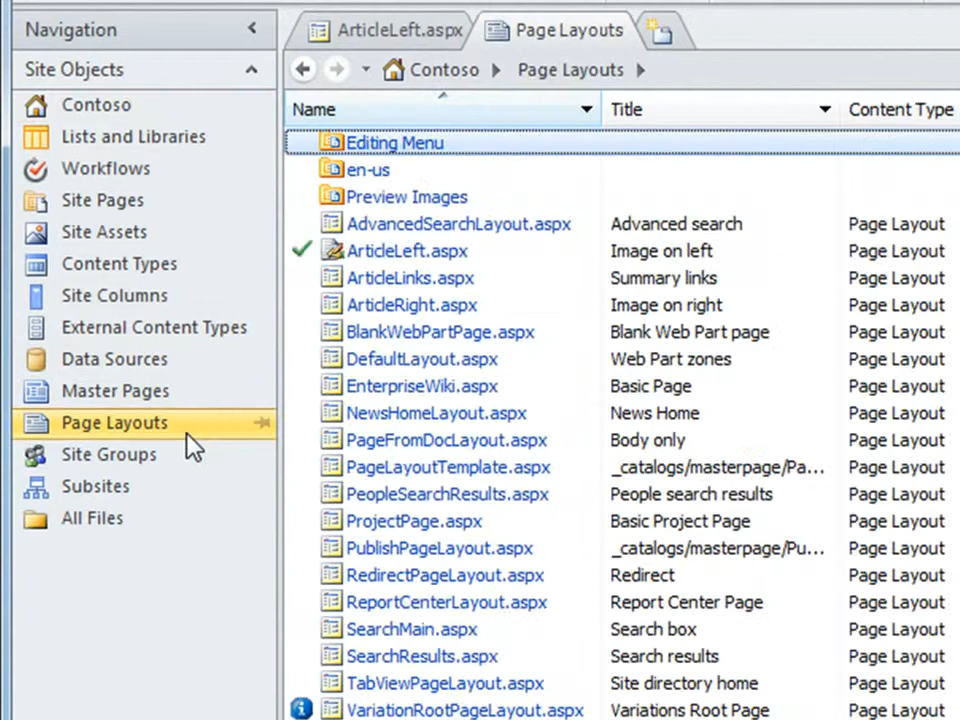 Navigation
Site Objects
Contoso
Lists and Libraries
Workflows
Site Pages
Site Assets
Content Types
Site Columns
External Content Types
Data Sources
Master Pages
Page Layouts
Site Groups
Subsites
All Files
ArticleLeft.aspx Page Layouts
Contoso Page Layouts
Name Title Content Type
Editing Menu
en-us
Preview Images
AdvancedSearchLayout.aspx Advanced search Page Layout
ArticleLeft.aspx Image on left Page Layout
ArticleLinks.aspx Summary links Page Layout
ArticleRight.aspx Image on right Page Layout
BlankWebPartPage.aspx Blank Web Part page Page Layout
DefaultLayout.aspx Web Part zones Page Layout
EnterpriseWiki.aspx Basic Page Page Layout
NewsHomeLayout.aspx News Home Page Layout
PageFromDocLayout.aspx Body only Page Layout
PageLayoutTemplate.aspx _catalogs/masterpage/Pa... Page Layout
PeopleSearchResults.aspx People search results Page Layout
ProjectPage.aspx Basic Project Page Page Layout
PublishPageLayout.aspx _catalogs/masterpage/Pu... Page Layout
RedirectPageLayout.aspx Redirect Page Layout
ReportCenterLayout.aspx Report Center Page Page Layout
SearchMain.aspx Search box Page Layout
SearchResults.aspx Search results Page Layout
TabViewPageLayout.aspx Site directory home Page Layout
VariationRootPageLayout.aspx Variations Root Page Page Layout